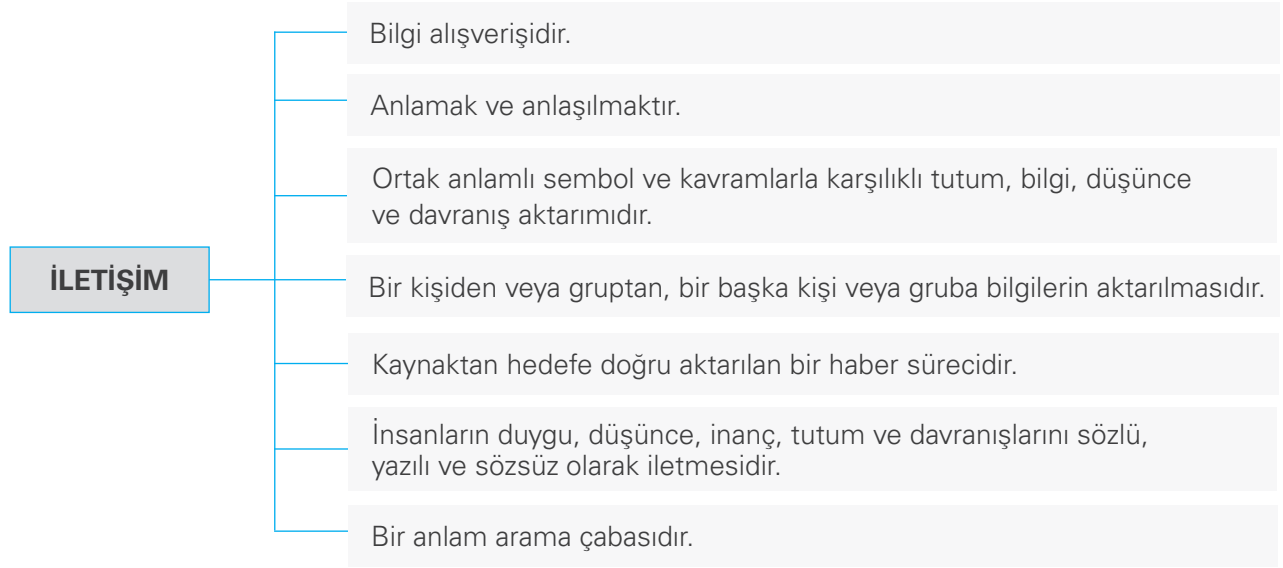 Bilgi alışverişidir.
Anlamak ve anlaşılmaktır.
Ortak anlamlı sembol ve kavramlarla karşılıklı tutum, bilgi, düşünce
ve davranış aktarımıdır.
İLETİŞİM
Bir kişiden veya gruptan, bir başka kişi veya gruba bilgilerin aktarılmasıdır.
Kaynaktan hedefe doğru aktarılan bir haber sürecidir.
İnsanların duygu, düşünce, inanç, tutum ve davranışlarını sözlü,
yazılı ve sözsüz olarak iletmesidir.
Bir anlam arama çabasıdır.